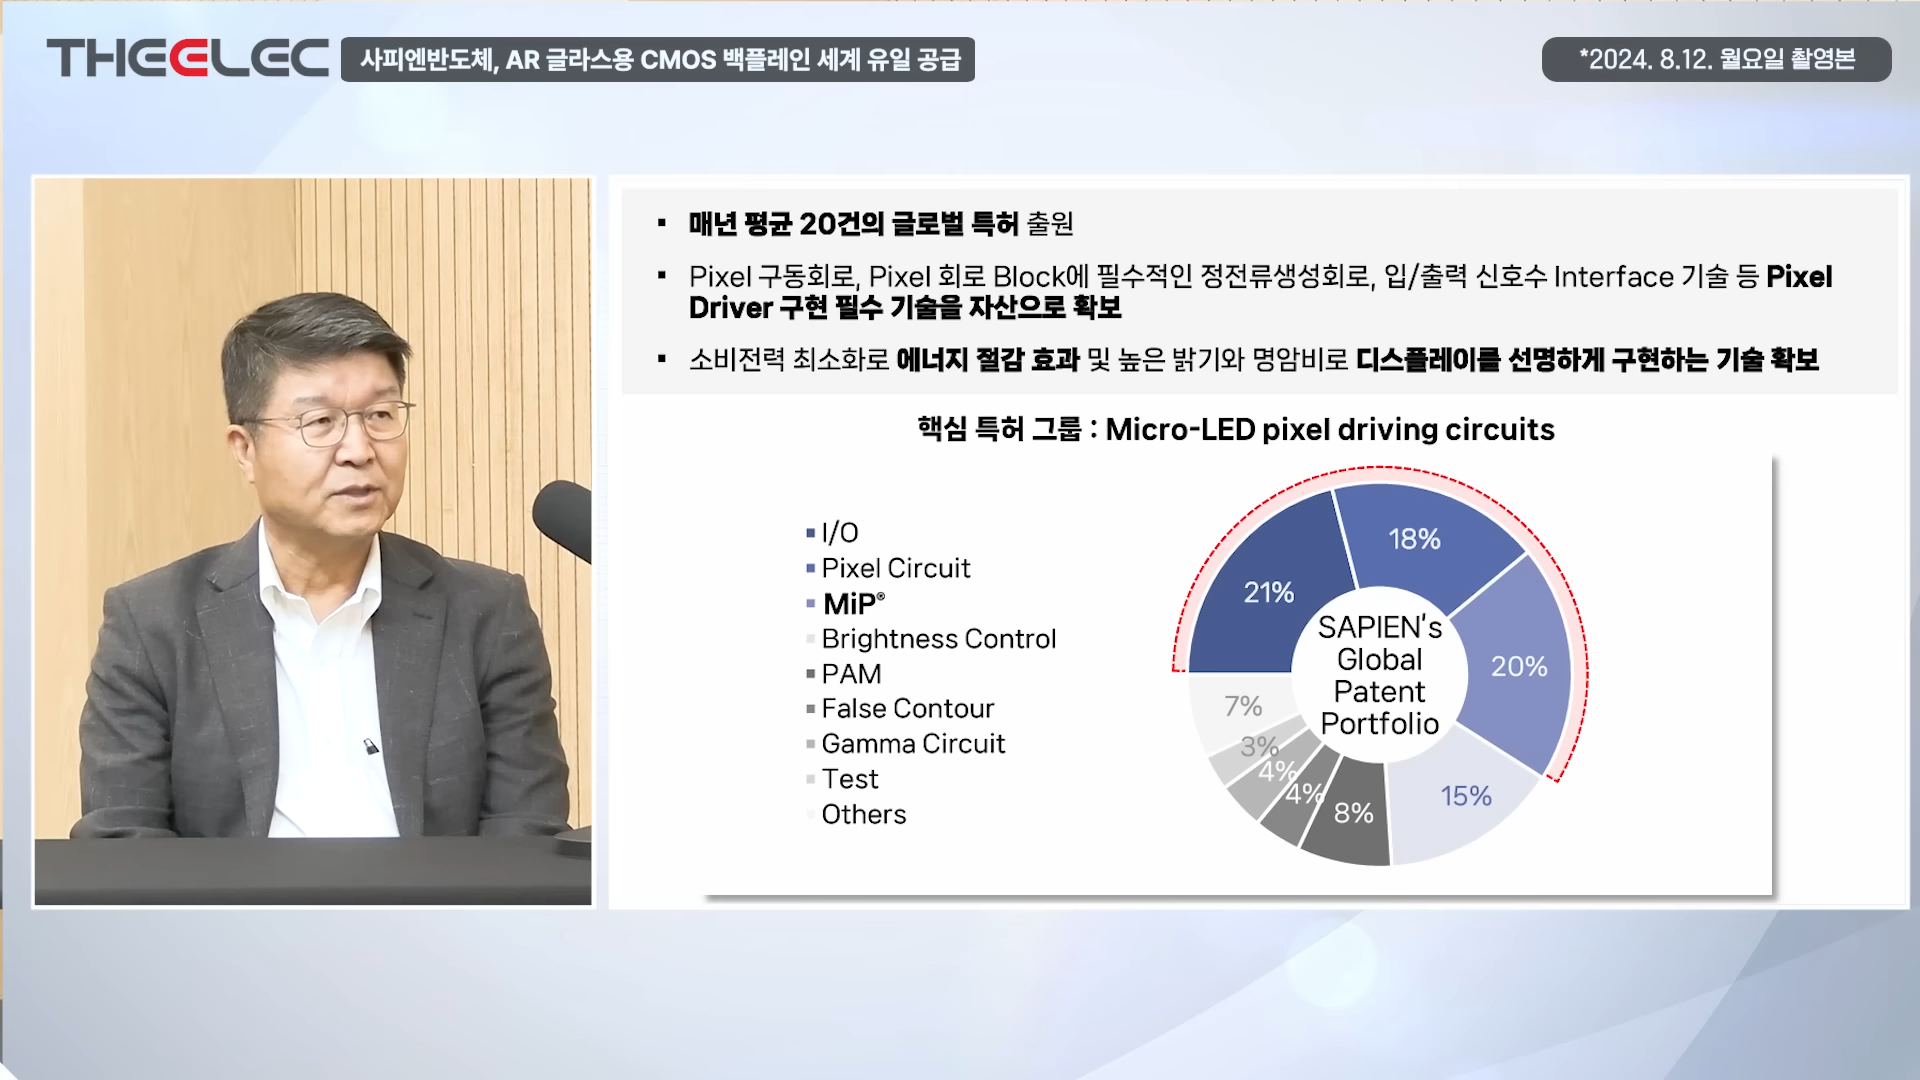 THEELEC
사피엔반도체, AR 글라스용 CMOS 백플레인 세계 유일 공급
*2024. 8.12. 월요일 촬영본
▪ 매년 평균 20건의 글로벌 특허 출원
▪ Pixel 구동회로, Pixel 회로 Block에 필수적인 정전류생성회로, 입/출력 신호수 Interface 기술 등 Pixel
Driver 구현 필수 기술을 자산으로 확보
▪ 소비전력 최소화로 에너지 절감 효과 및 높은 밝기와 명암비로 디스플레이를 선명하게 구현하는 기술 확보
핵심 특허 그룹 : Micro-LED pixel driving circuits
I/O
Pixel Circuit
MiP®
Brightness Control
PAM
False Contour
Gamma Circuit
Test
Others
18%
21%
20%
15%
8%
4%
4%
3%
7%
SAPIEN's
Global
Patent
Portfolio